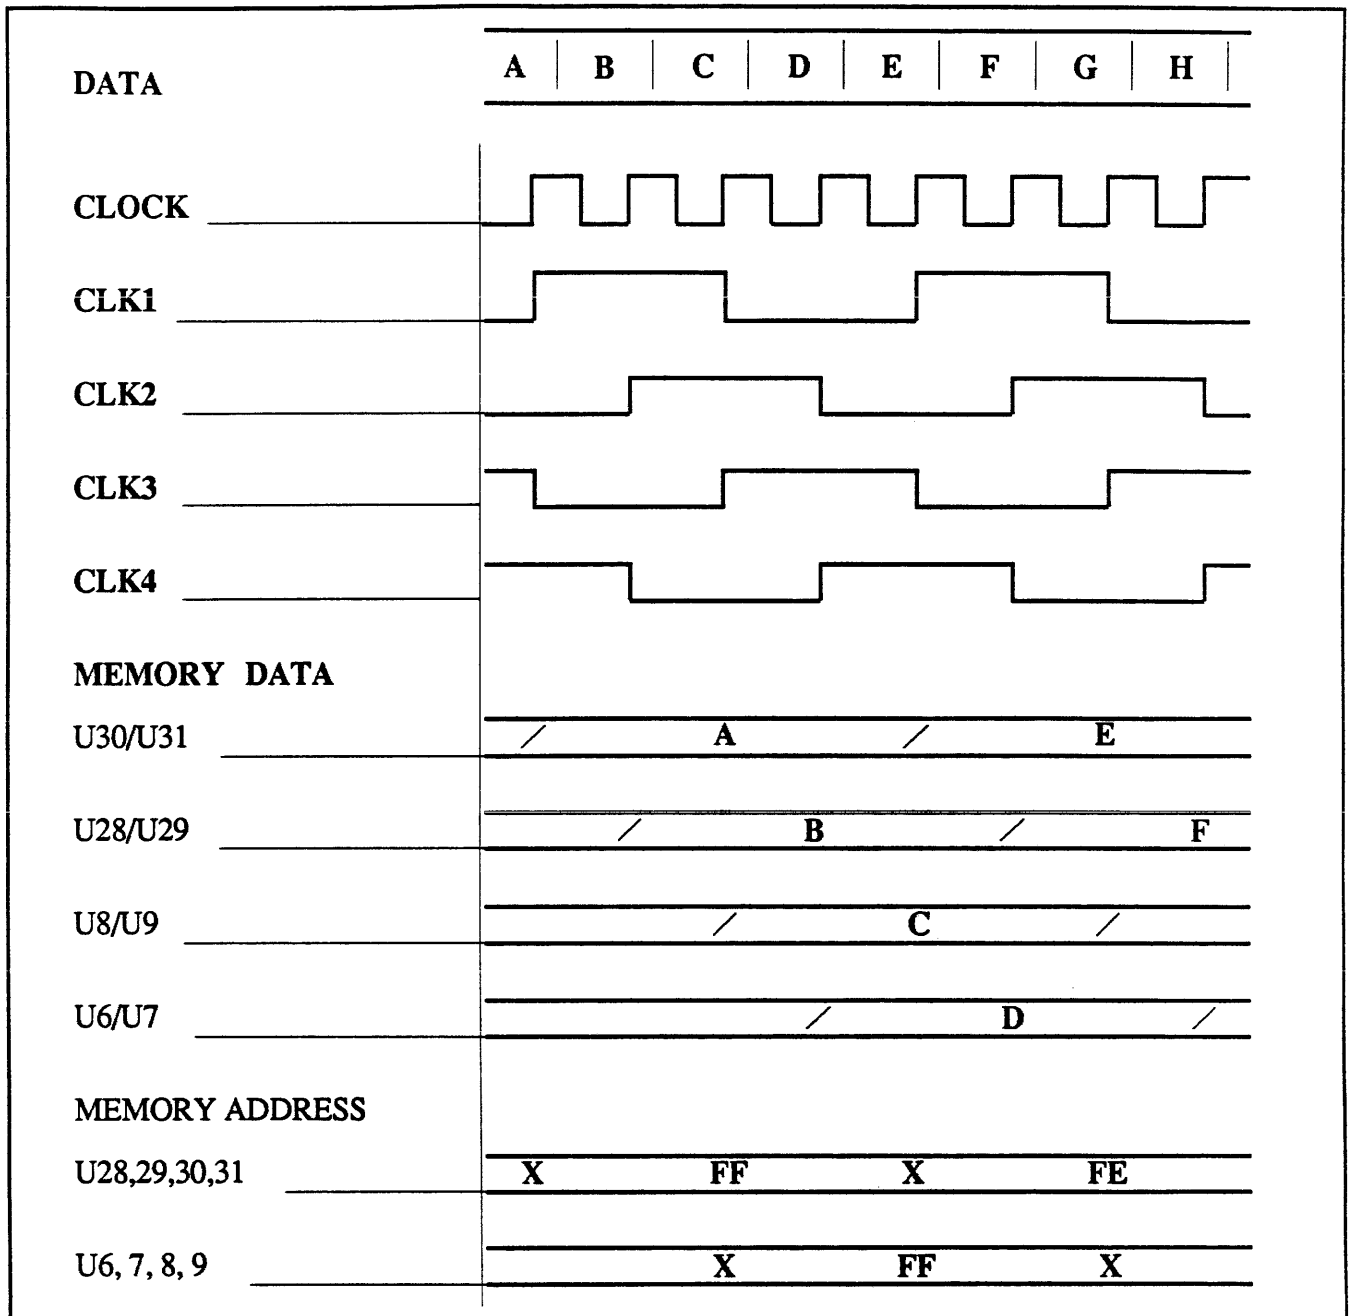 A B C D E F G H
DATA
CLOCK
CLK1
CLK2
CLK3
CLK4
MEMORY DATA
U30/U31 A E
U28/U29 B F
U8/U9 C
U6/U7 D
MEMORY ADDRESS
U28,29,30,31 X FF X FE
U6, 7, 8, 9 X FF X